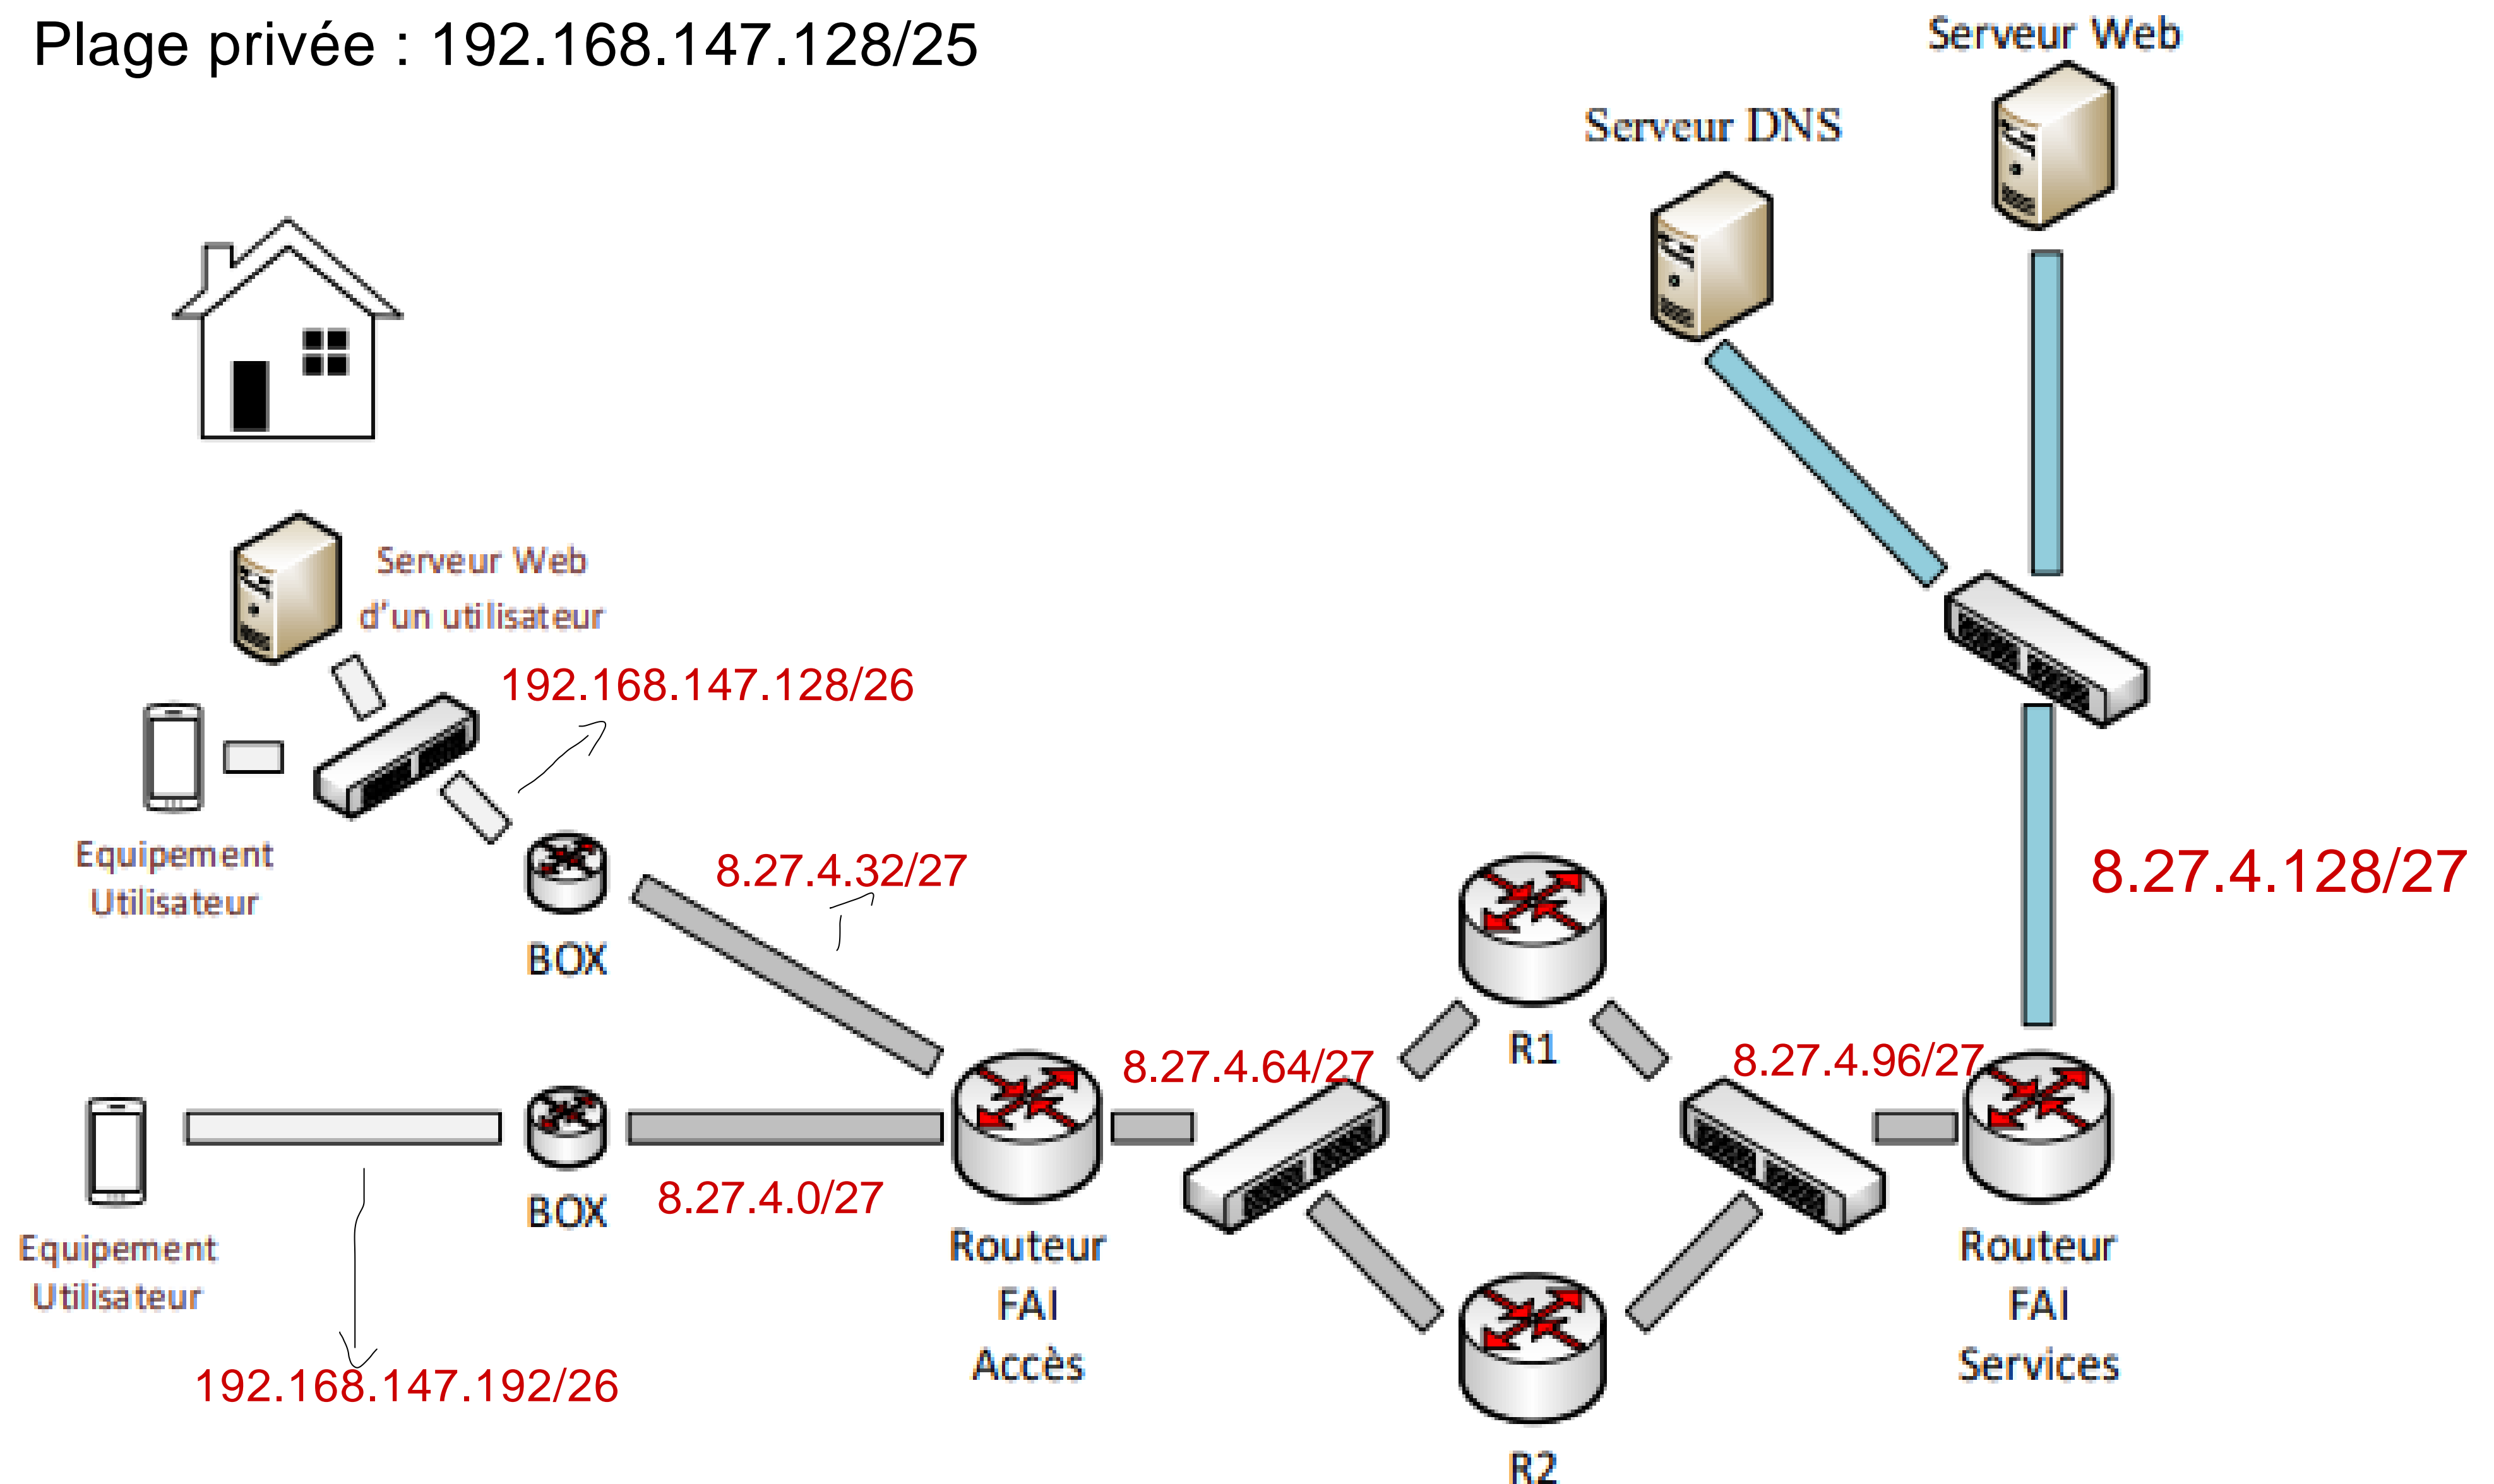 Plage privée : 192.168.147.128/25
Serveur Web
Serveur DNS
Serveur Web
d'un utilisateur
192.168.147.128/26
Equipement
Utilisateur
BOX
8.27.4.32/27
8.27.4.128/27
R1
8.27.4.64/27
8.27.4.96/27
Equipement
Utilisateur
BOX
8.27.4.0/27
Routeur
FAI
Accès
Routeur
FAI
Services
192.168.147.192/26
R2